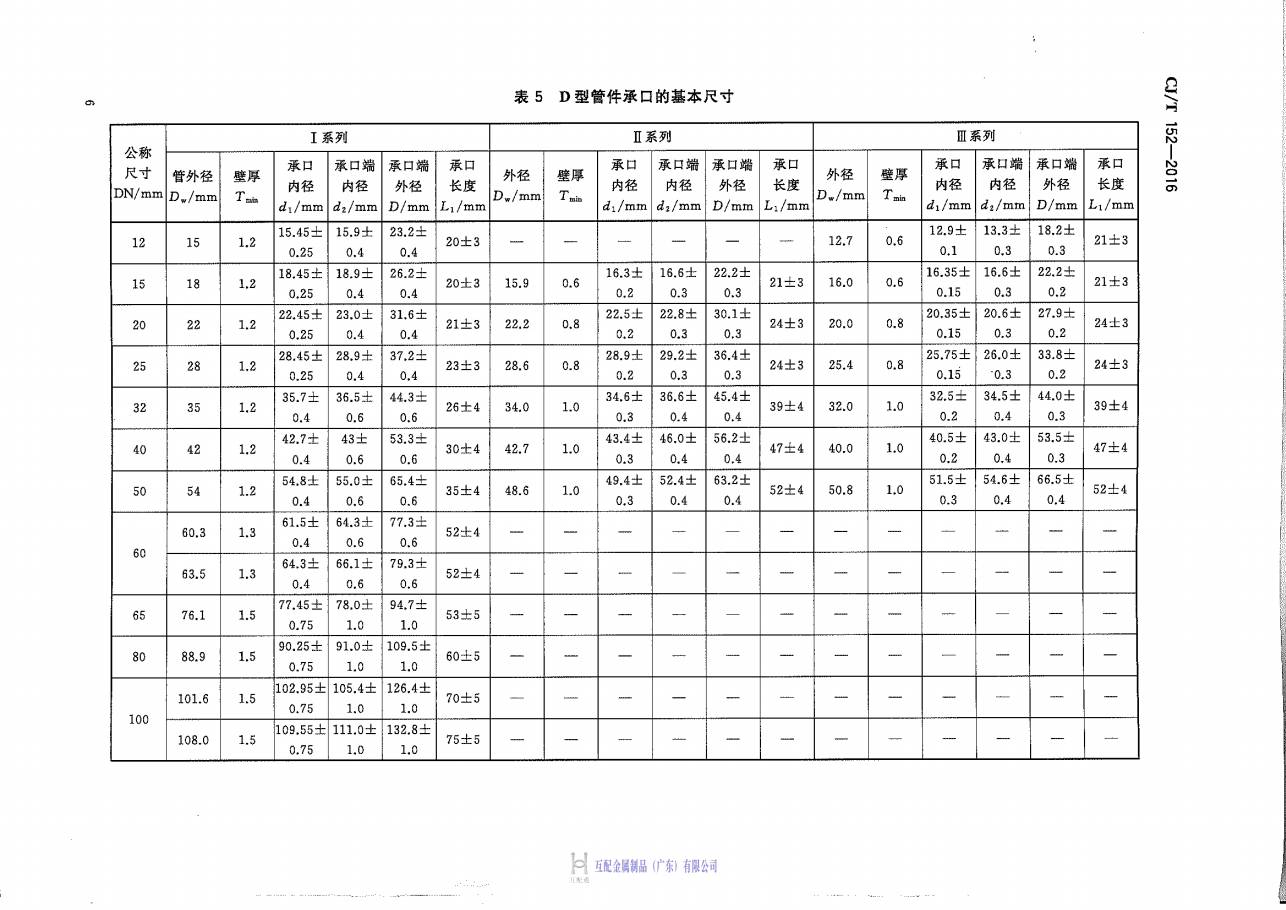 CJ/T 152—2016
6
表 5 D 型管件承口的基本尺寸
公称尺寸 DN/mm Ⅰ系列 Ⅱ系列 Ⅲ系列
管外径 Dw/mm 壁厚 Tmin 承口内径 d1/mm 承口端内径 d2/mm 承口端外径 D/mm 承口长度 L1/mm 外径 Dw/mm 壁厚 Tmin 承口内径 d1/mm 承口端内径 d2/mm 承口端外径 D/mm 承口长度 L1/mm 外径 Dw/mm 壁厚 Tmin 承口内径 d1/mm 承口端内径 d2/mm 承口端外径 D/mm 承口长度 L1/mm
12 15 1.2 15.45±0.25 15.9±0.4 23.2±0.4 20±3 — — — — — — 12.7 0.6 12.9±0.1 13.3±0.3 18.2±0.3 21±3
15 18 1.2 18.45±0.25 18.9±0.4 26.2±0.4 20±3 15.9 0.6 16.3±0.2 16.6±0.3 22.2±0.3 21±3 16.0 0.6 16.35±0.15 16.6±0.3 22.2±0.2 21±3
20 22 1.2 22.45±0.25 23.0±0.4 31.6±0.4 21±3 22.2 0.8 22.5±0.2 22.8±0.3 30.1±0.3 24±3 20.0 0.8 20.35±0.15 20.6±0.3 27.9±0.2 24±3
25 28 1.2 28.45±0.25 28.9±0.4 37.2±0.4 23±3 28.6 0.8 28.9±0.2 29.2±0.3 36.4±0.3 24±3 25.4 0.8 25.75±0.15 26.0±0.3 33.8±0.2 24±3
32 35 1.2 35.7±0.4 36.5±0.6 44.3±0.6 26±4 34.0 1.0 34.6±0.3 36.6±0.4 45.4±0.4 39±4 32.0 1.0 32.5±0.2 34.5±0.4 44.0±0.3 39±4
40 42 1.2 42.7±0.4 43±0.6 53.3±0.6 30±4 42.7 1.0 43.4±0.3 46.0±0.4 56.2±0.4 47±4 40.0 1.0 40.5±0.2 43.0±0.4 53.5±0.3 47±4
50 54 1.2 54.8±0.4 55.0±0.6 65.4±0.6 35±4 48.6 1.0 49.4±0.3 52.4±0.4 63.2±0.4 52±4 50.8 1.0 51.5±0.3 54.6±0.4 66.5±0.4 52±4
60 60.3 1.3 61.5±0.4 64.3±0.6 77.3±0.6 52±4 — — — — — — — — — — — —
63.5 1.3 64.3±0.4 66.1±0.6 79.3±0.6 52±4 — — — — — — — — — — — —
65 76.1 1.5 77.45±0.75 78.0±1.0 94.7±1.0 53±5 — — — — — — — — — — — —
80 88.9 1.5 90.25±0.75 91.0±1.0 109.5±1.0 60±5 — — — — — — — — — — — —
100 101.6 1.5 102.95±0.75 105.4±1.0 126.4±1.0 70±5 — — — — — — — — — — — —
108.0 1.5 109.55±0.75 111.0±1.0 132.8±1.0 75±5 — — — — — — — — — — — —
互配金属制品（广东）有限公司